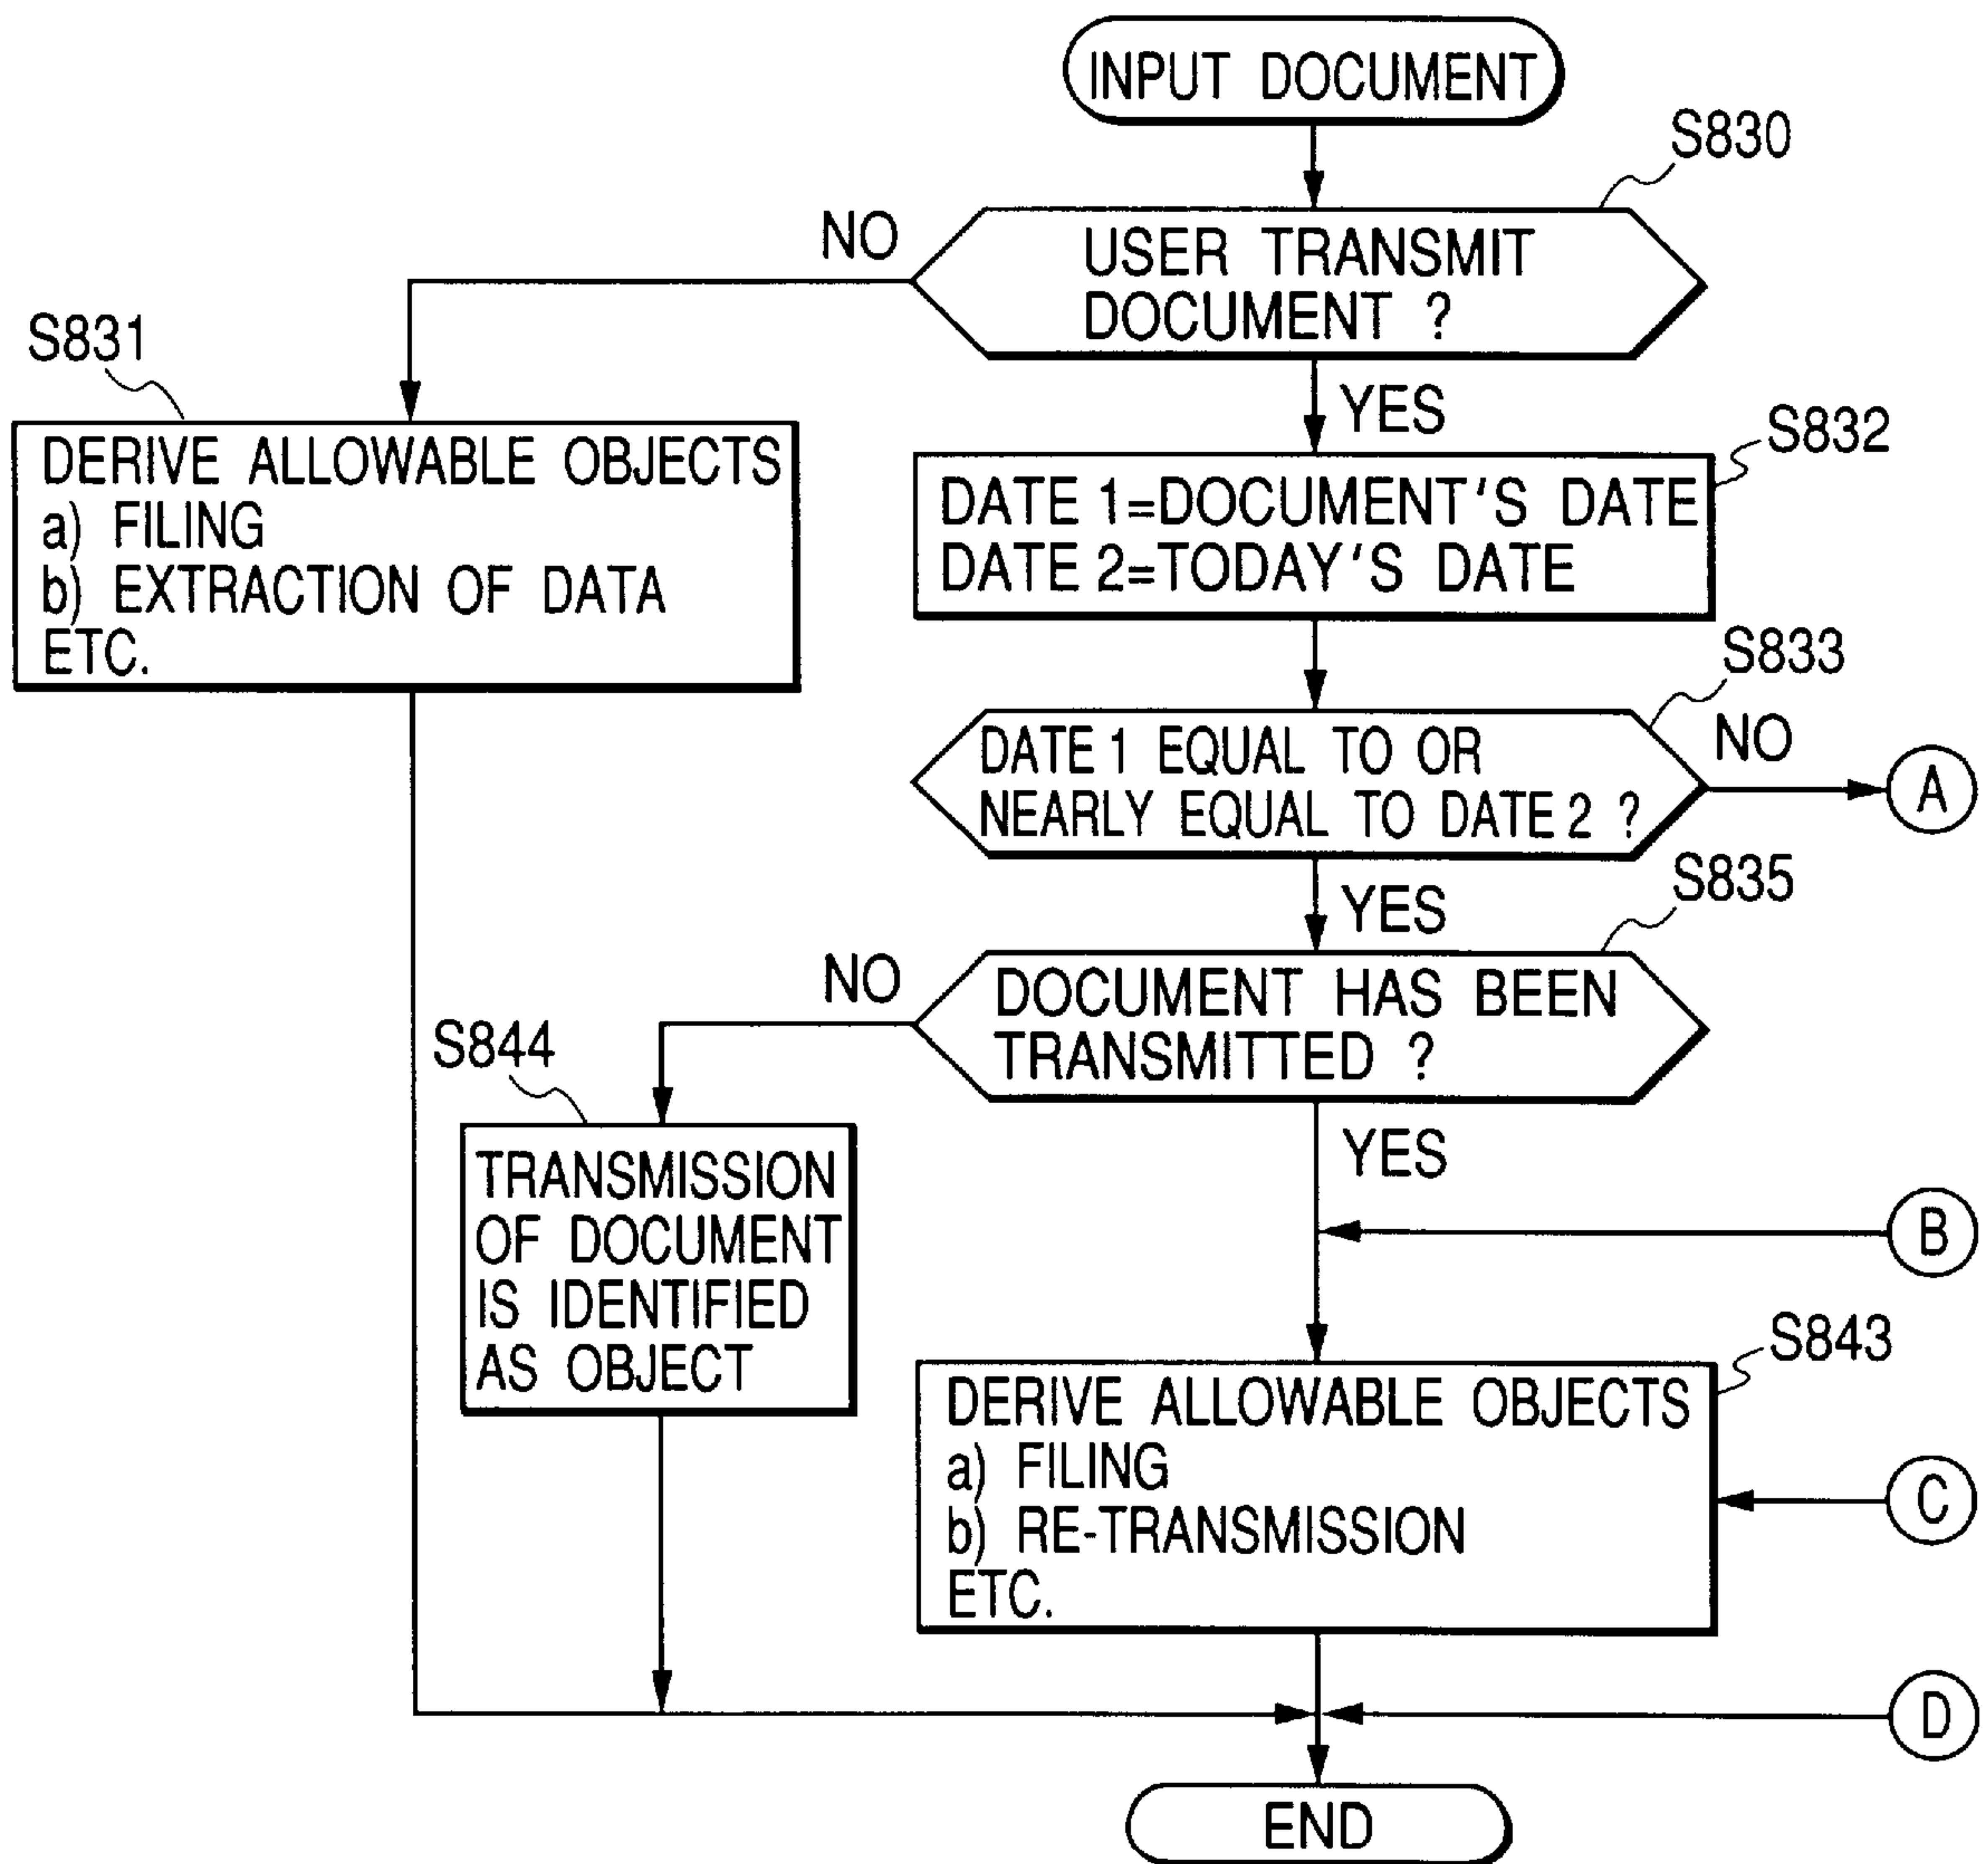 INPUT DOCUMENT
S830
NO
USER TRANSMIT
DOCUMENT ?
S831
YES
DERIVE ALLOWABLE OBJECTS
a) FILING
b) EXTRACTION OF DATA
ETC.
S832
DATE 1=DOCUMENT'S DATE
DATE 2=TODAY'S DATE
S833
DATE 1 EQUAL TO OR
NEARLY EQUAL TO DATE 2 ?
NO
A
YES
S835
NO
DOCUMENT HAS BEEN
TRANSMITTED ?
S844
YES
TRANSMISSION
OF DOCUMENT
IS IDENTIFIED
AS OBJECT
B
S843
DERIVE ALLOWABLE OBJECTS
a) FILING
b) RE-TRANSMISSION
ETC.
C
D
END